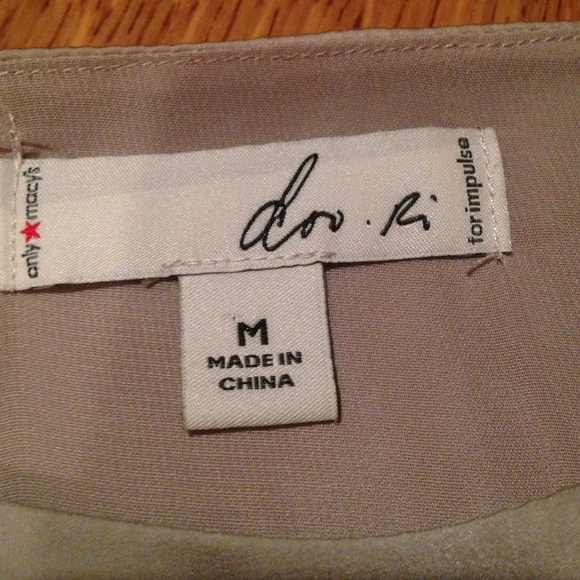 only★macy's
doo.Ri
for impulse
M
MADE IN
CHINA